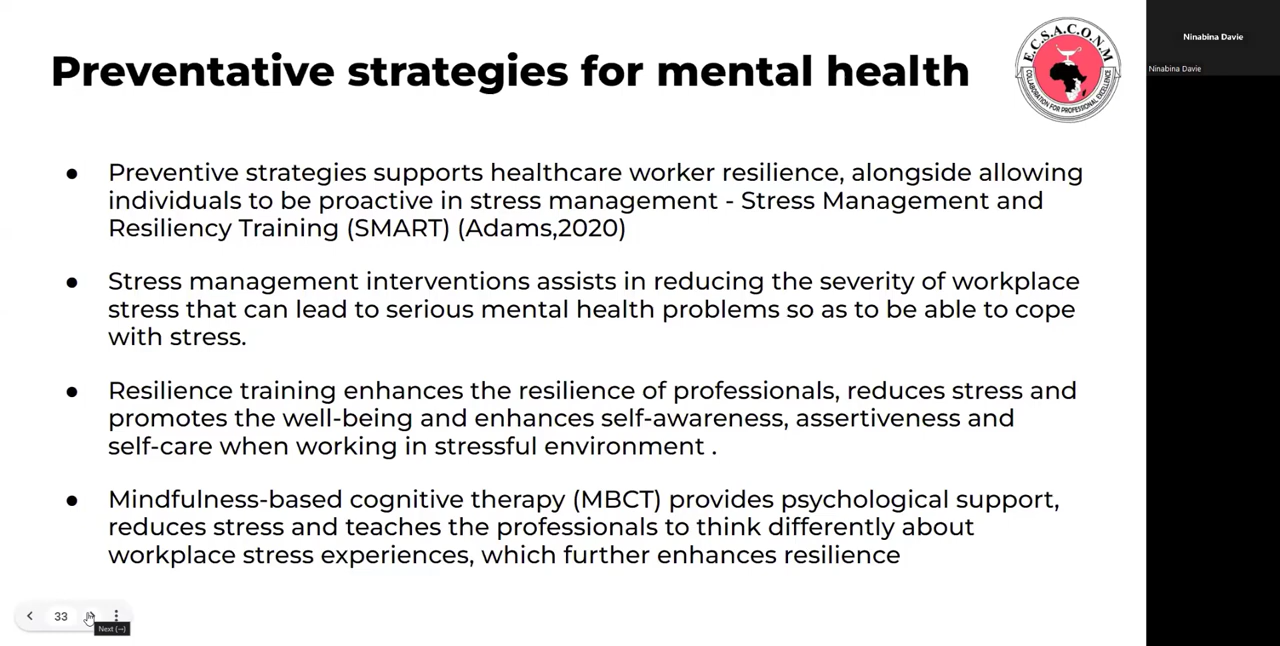 Preventative strategies for mental health
E.C.S.A.C.O.N.M
COLLABORATION FOR PROFESSIONAL EXCELLENCE
Ninabina Davie
Ninabina Davie
● Preventive strategies supports healthcare worker resilience, alongside allowing
individuals to be proactive in stress management - Stress Management and
Resiliency Training (SMART) (Adams,2020)
● Stress management interventions assists in reducing the severity of workplace
stress that can lead to serious mental health problems so as to be able to cope
with stress.
● Resilience training enhances the resilience of professionals, reduces stress and
promotes the well-being and enhances self-awareness, assertiveness and
self-care when working in stressful environment .
● Mindfulness-based cognitive therapy (MBCT) provides psychological support,
reduces stress and teaches the professionals to think differently about
workplace stress experiences, which further enhances resilience
33
Next (→)